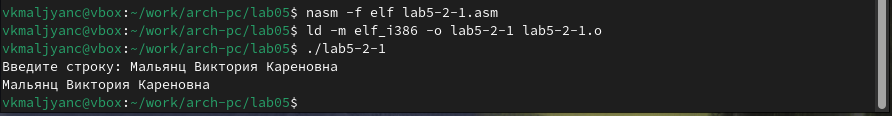 vkmaljyanc@vbox:~/work/arch-pc/lab05$ nasm -f elf lab5-2-1.asm
vkmaljyanc@vbox:~/work/arch-pc/lab05$ ld -m elf_i386 -o lab5-2-1 lab5-2-1.o
vkmaljyanc@vbox:~/work/arch-pc/lab05$ ./lab5-2-1
Введите строку: Мальянц Виктория Кареновна
Мальянц Виктория Кареновна
vkmaljyanc@vbox:~/work/arch-pc/lab05$